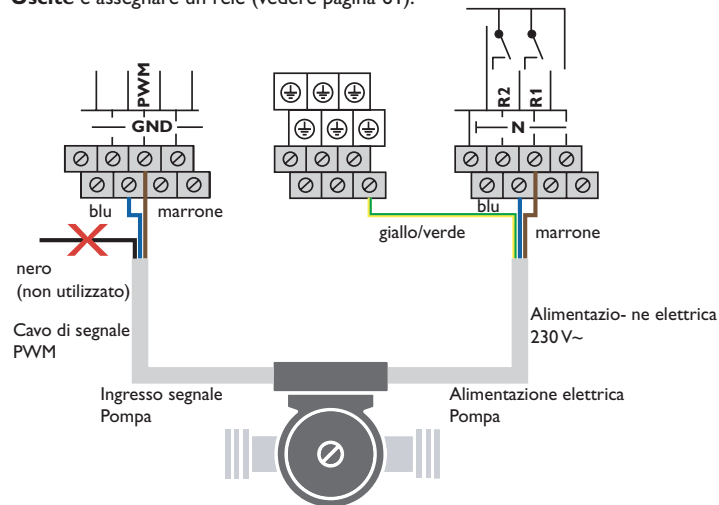 Uscite e assegnare un relè (vedere pagina 61).
PWM
GND
R2
R1
N
blu
marrone
blu
giallo/verde
marrone
nero
(non utilizzato)
Cavo di segnale
PWM
Alimentazio- ne elettrica
230 V~
Ingresso segnale
Pompa
Alimentazione elettrica
Pompa